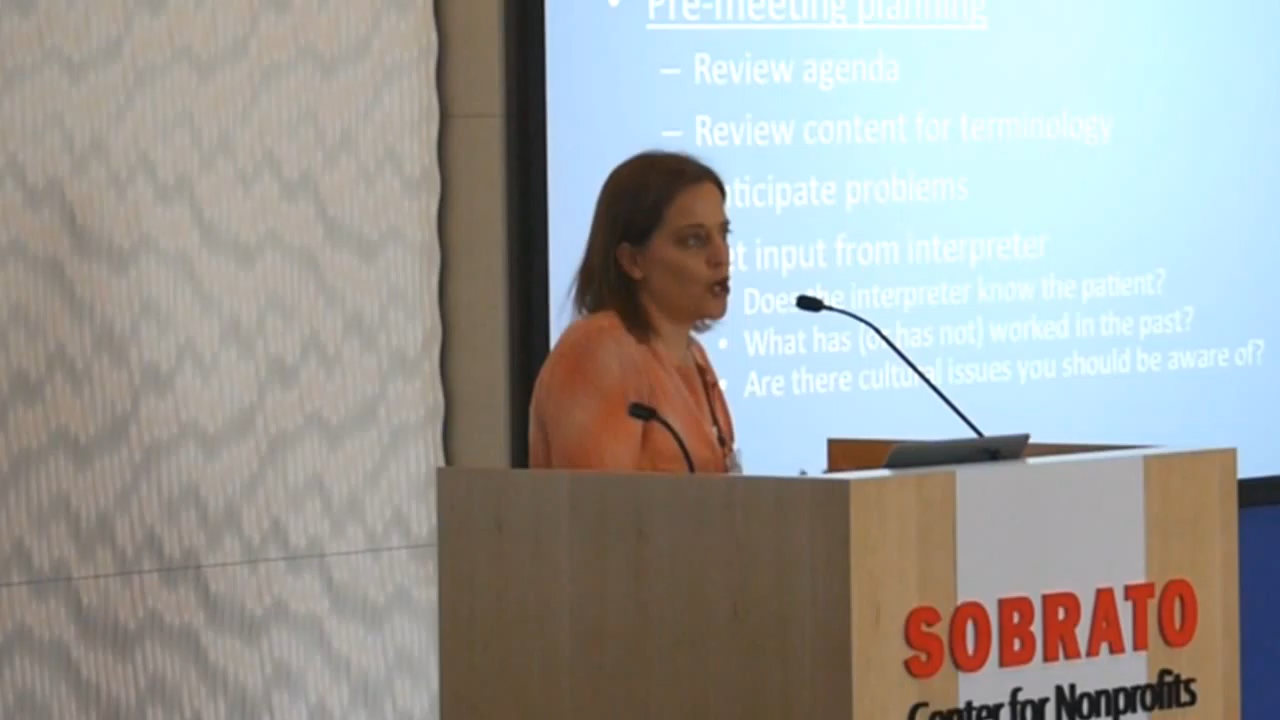 • Pre-meeting planning
– Review agenda
– Review content for terminology
nticipate problems
et input from interpreter
Does the interpreter know the patient?
• What has (or has not) worked in the past?
• Are there cultural issues you should be aware of?
SOBRATO
Center for Nonprofits